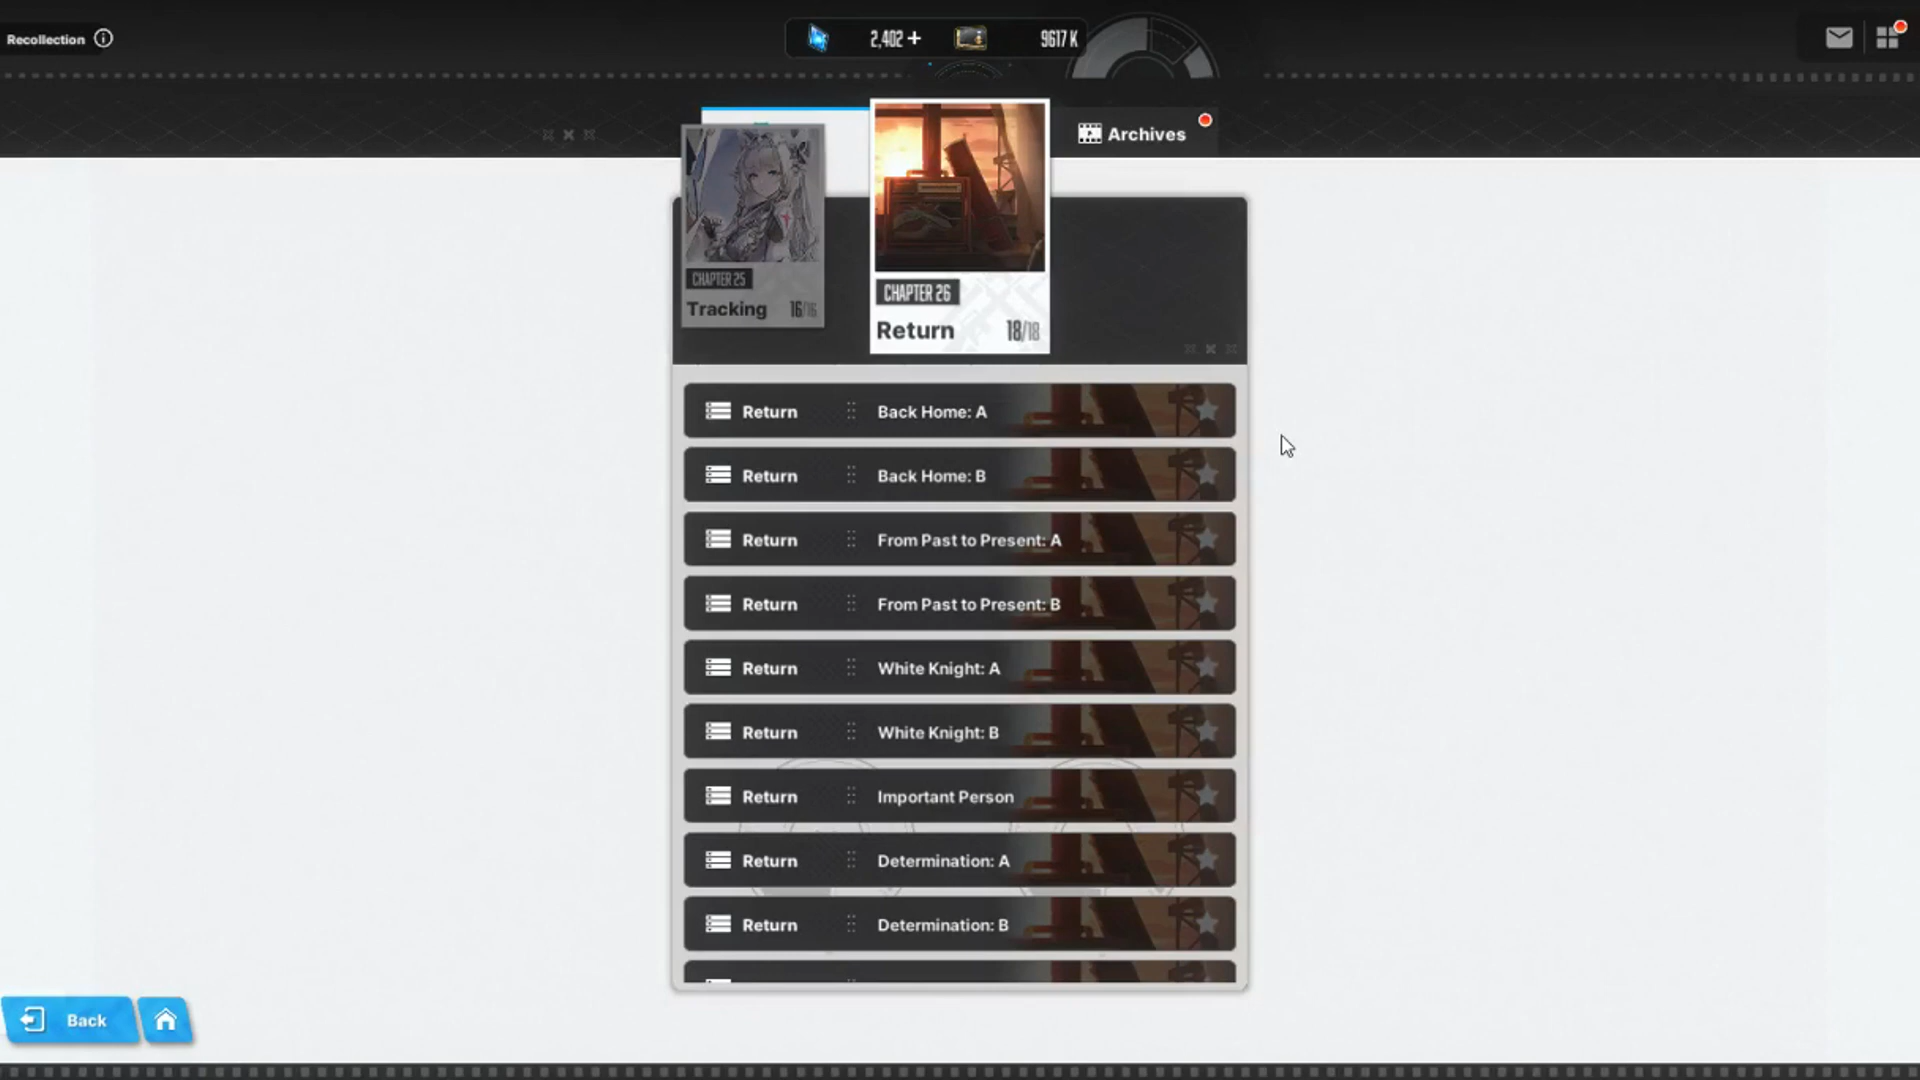 Recollection
2,402
9617 K
Archives
CHAPTER 25
Tracking 16/16
CHAPTER 26
Return 18/18
Return Back Home: A
Return Back Home: B
Return From Past to Present: A
Return From Past to Present: B
Return White Knight: A
Return White Knight: B
Return Important Person
Return Determination: A
Return Determination: B
Back